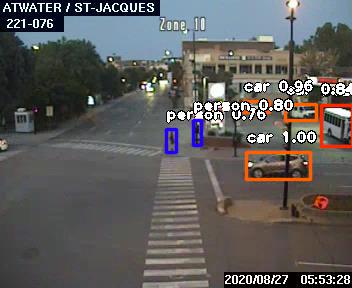 ATWATER / ST-JACQUES
221-076
Zone 10
car 0.96
0.84
person 0.80
person 0.76
car 1.00
2020/08/27 05:53:28